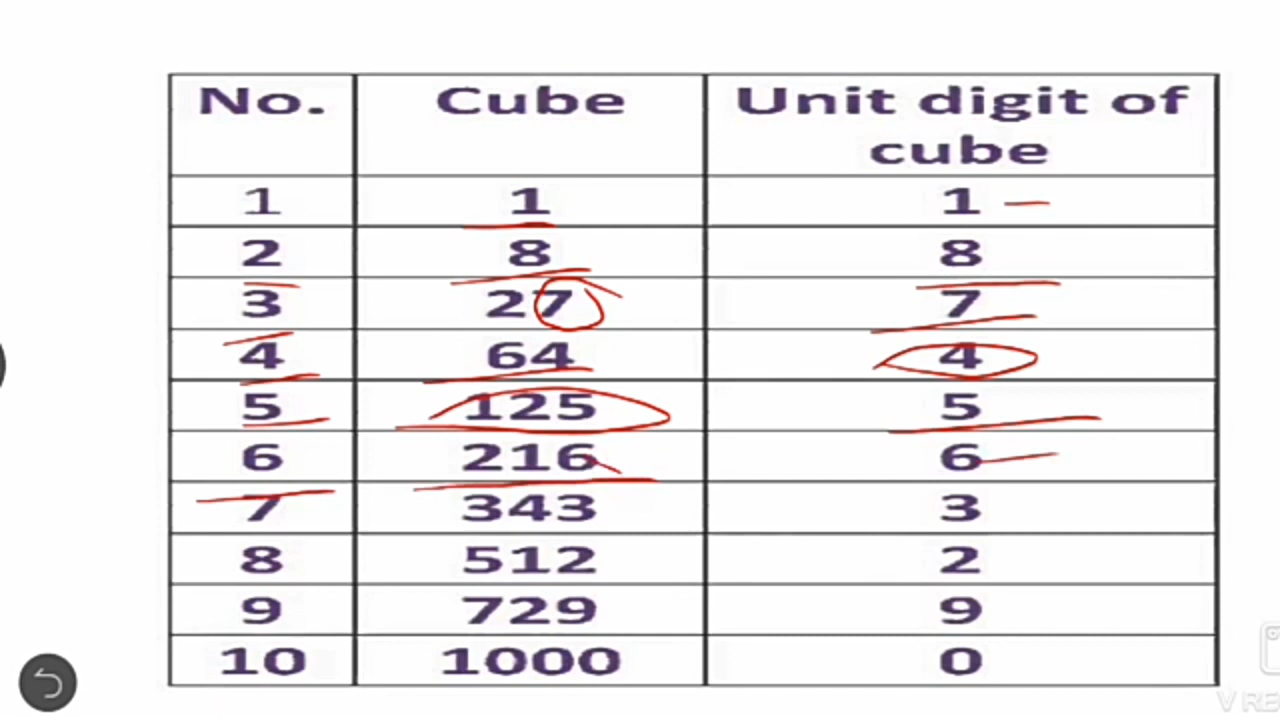 No. Cube Unit digit of
cube
1 1 1
2 8 8
3 27 7
4 64 4
5 125 5
6 216 6
7 343 3
8 512 2
9 729 9
10 1000 0
V RE